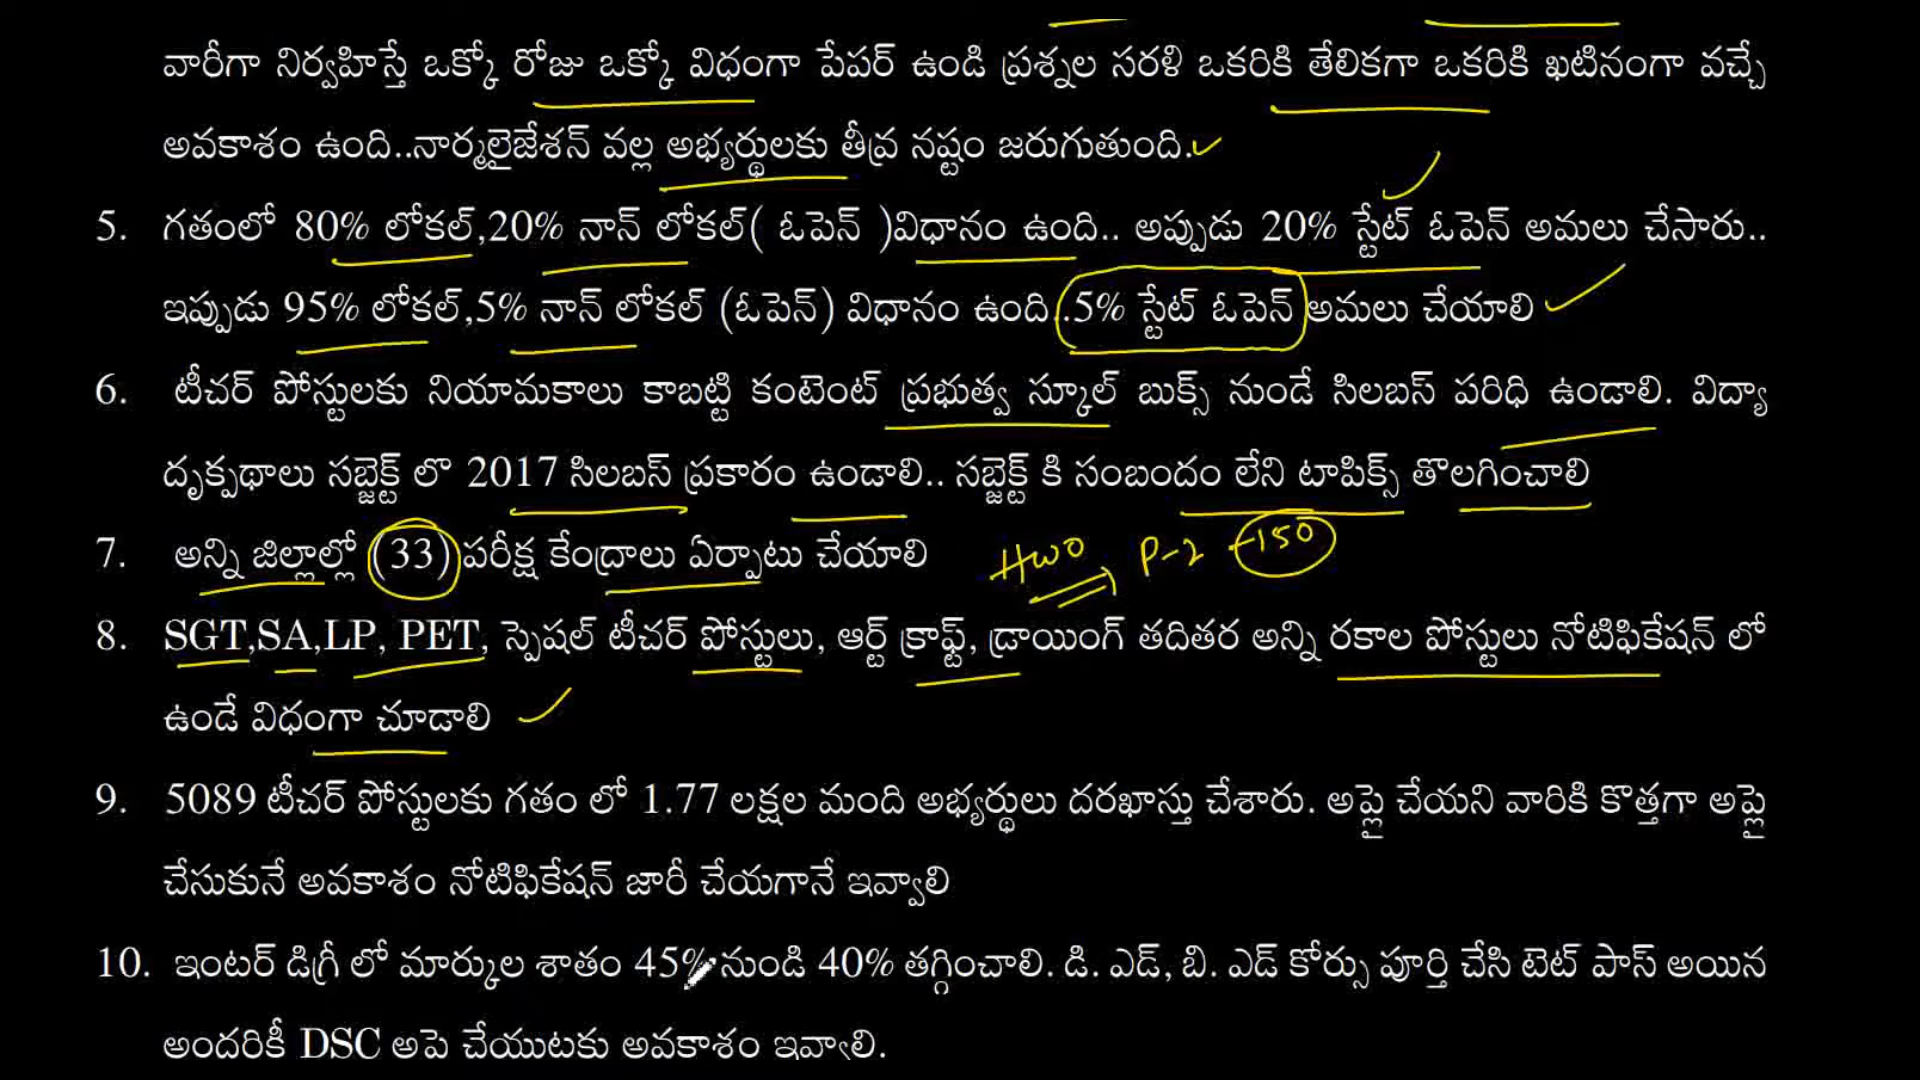 వారీగా నిర్వహిస్తే ఒక్కో రోజు ఒక్కో విధంగా పేపర్ ఉండి ప్రశ్నల సరళి ఒకరికి తేలికగా ఒకరికి ఖటినంగా వచ్చే
అవకాశం ఉంది..నార్మలైజేశన్ వల్ల అభ్యర్థులకు తీవ్ర నష్టం జరుగుతుంది.
5. గతంలో 80% లోకల్,20% నాన్ లోకల్( ఓపెన్ )విధానం ఉంది.. అప్పుడు 20% స్టేట్ ఓపెన్ అమలు చేసారు..
ఇప్పుడు 95% లోకల్,5% నాన్ లోకల్ (ఓపెన్) విధానం ఉంది..5% స్టేట్ ఓపెన్ అమలు చేయాలి
6. టీచర్ పోస్టులకు నియామకాలు కాబట్టి కంటెంట్ ప్రభుత్వ స్కూల్ బుక్స్ నుండే సిలబస్ పరిధి ఉండాలి. విద్యా
దృక్పథాలు సబ్జెక్ట్ లొ 2017 సిలబస్ ప్రకారం ఉండాలి.. సబ్జెక్ట్ కి సంబందం లేని టాపిక్స్ తొలగించాలి
7. అన్ని జిల్లాల్లో (33) పరీక్ష కేంద్రాలు ఏర్పాటు చేయాలి HWO, P-2 -150
8. SGT,SA,LP, PET, స్పెషల్ టీచర్ పోస్టులు, ఆర్ట్ క్రాఫ్ట్, డ్రాయింగ్ తదితర అన్ని రకాల పోస్టులు నోటిఫికేషన్ లో
ఉండే విధంగా చూడాలి
9. 5089 టీచర్ పోస్టులకు గతం లో 1.77 లక్షల మంది అభ్యర్థులు దరఖాస్తు చేశారు. అప్లై చేయని వారికి కొత్తగా అప్లై
చేసుకునే అవకాశం నోటిఫికేషన్ జారీ చేయగానే ఇవ్వాలి
10. ఇంటర్ డిగ్రీ లో మార్కుల శాతం 45% నుండి 40% తగ్గించాలి. డి. ఎడ్, బి. ఎడ్ కోర్సు పూర్తి చేసి టెట్ పాస్ అయిన
అందరికీ DSC అపై చేయుటకు అవకాశం ఇవ్వాలి.